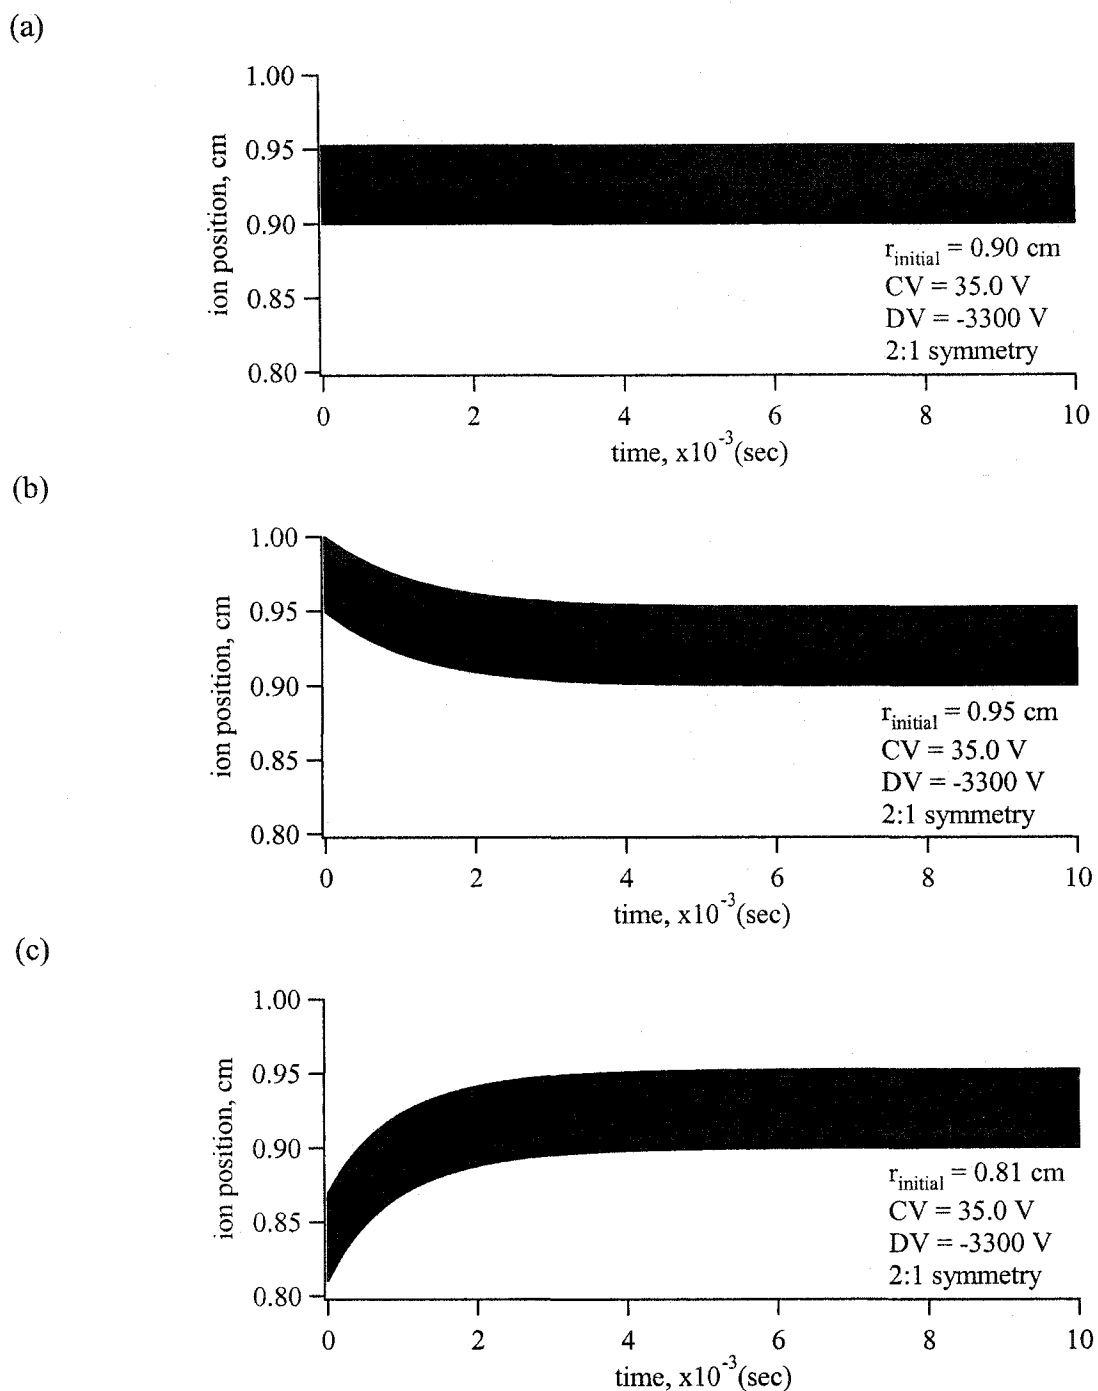 (a)
1.00
0.95
0.90
0.85
0.80
ion position, cm
r_initial = 0.90 cm
CV = 35.0 V
DV = -3300 V
2:1 symmetry
0 2 4 6 8 10
time, x10^-3(sec)
(b)
1.00
0.95
0.90
0.85
0.80
ion position, cm
r_initial = 0.95 cm
CV = 35.0 V
DV = -3300 V
2:1 symmetry
0 2 4 6 8 10
time, x10^-3(sec)
(c)
1.00
0.95
0.90
0.85
0.80
ion position, cm
r_initial = 0.81 cm
CV = 35.0 V
DV = -3300 V
2:1 symmetry
0 2 4 6 8 10
time, x10^-3(sec)